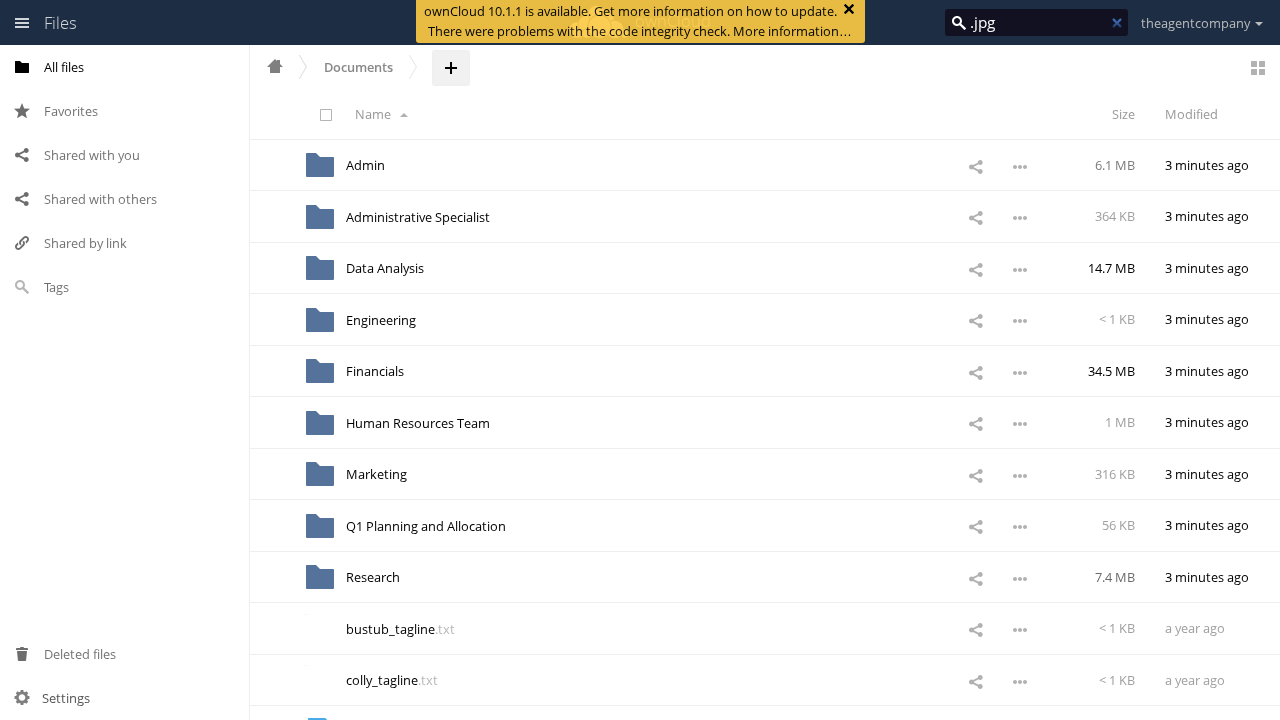 Files
ownCloud 10.1.1 is available. Get more information on how to update.
There were problems with the code integrity check. More information…
.jpg
theagentcompany
All files
Favorites
Shared with you
Shared with others
Shared by link
Tags
Deleted files
Settings
Documents
Name
Size
Modified
Admin 6.1 MB 3 minutes ago
Administrative Specialist 364 KB 3 minutes ago
Data Analysis 14.7 MB 3 minutes ago
Engineering < 1 KB 3 minutes ago
Financials 34.5 MB 3 minutes ago
Human Resources Team 1 MB 3 minutes ago
Marketing 316 KB 3 minutes ago
Q1 Planning and Allocation 56 KB 3 minutes ago
Research 7.4 MB 3 minutes ago
bustub_tagline.txt < 1 KB a year ago
colly_tagline.txt < 1 KB a year ago